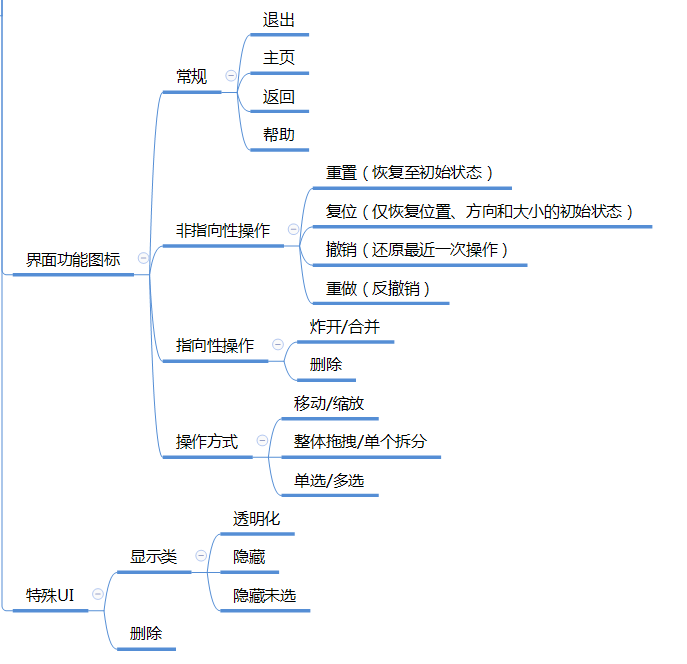 退出
主页
常规
返回
帮助
重置（恢复至初始状态）
复位（仅恢复位置、方向和大小的初始状态）
非指向性操作
撤销（还原最近一次操作）
界面功能图标
重做（反撤销）
炸开/合并
指向性操作
删除
移动/缩放
操作方式
整体拖拽/单个拆分
单选/多选
透明化
显示类
隐藏
特殊UI
隐藏未选
删除